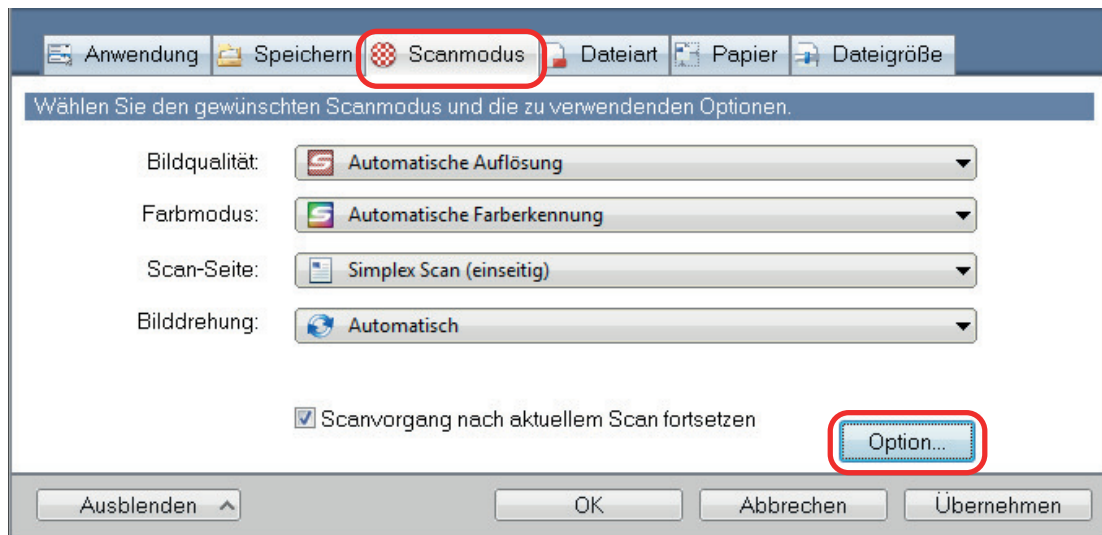 Anwendung Speichern Scanmodus Dateiart Papier Dateigröße
Wählen Sie den gewünschten Scanmodus und die zu verwendenden Optionen.
Bildqualität: Automatische Auflösung
Farbmodus: Automatische Farberkennung
Scan-Seite: Simplex Scan (einseitig)
Bilddrehung: Automatisch
Scanvorgang nach aktuellem Scan fortsetzen
Option...
Ausblenden OK Abbrechen Übernehmen